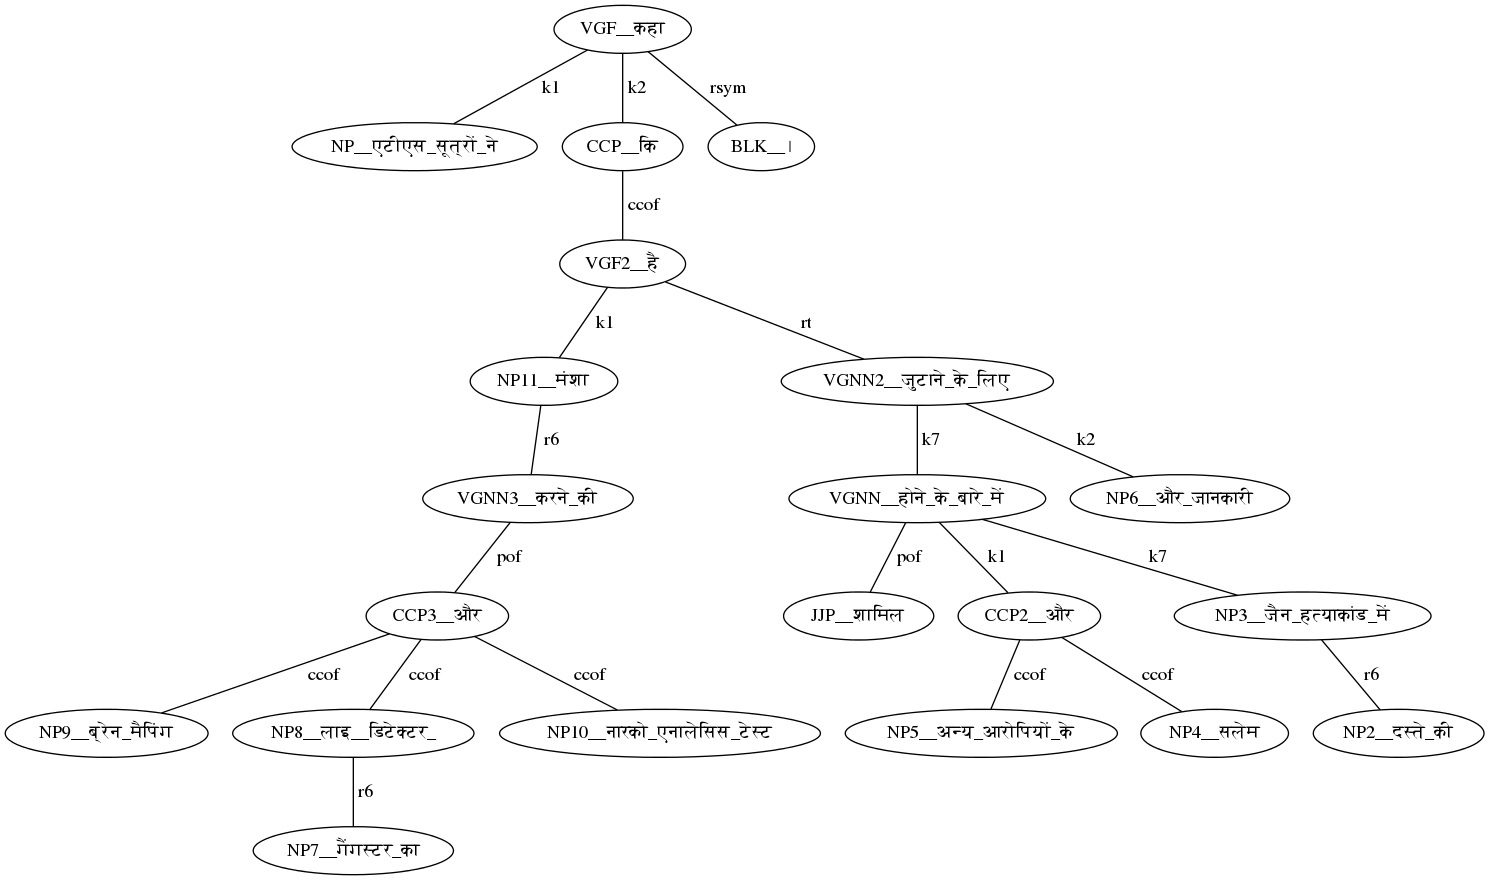 VGF__कहा
k1 k2 rsym
NP__एटीएस_सूत्रों_ने CCP__कि BLK__।
ccof
VGF2__है
k1 rt
NP11__मंशा VGNN2__जुटाने_के_लिए
r6 k7 k2
VGNN3__करने_की VGNN__होने_के_बारे_में NP6__और_जानकारी
pof pof k1 k7
CCP3__और JJP__शामिल CCP2__और NP3__जैन_हत्याकांड_में
ccof ccof ccof ccof ccof r6
NP9__ब्रेन_मैपिंग NP8__लाइ__डिटेक्टर_ NP10__नारको_एनालेसिस_टेस्ट NP5__अन्य_आरोपियों_के NP4__सलेम NP2__दस्ते_की
r6
NP7__गैंगस्टर_का